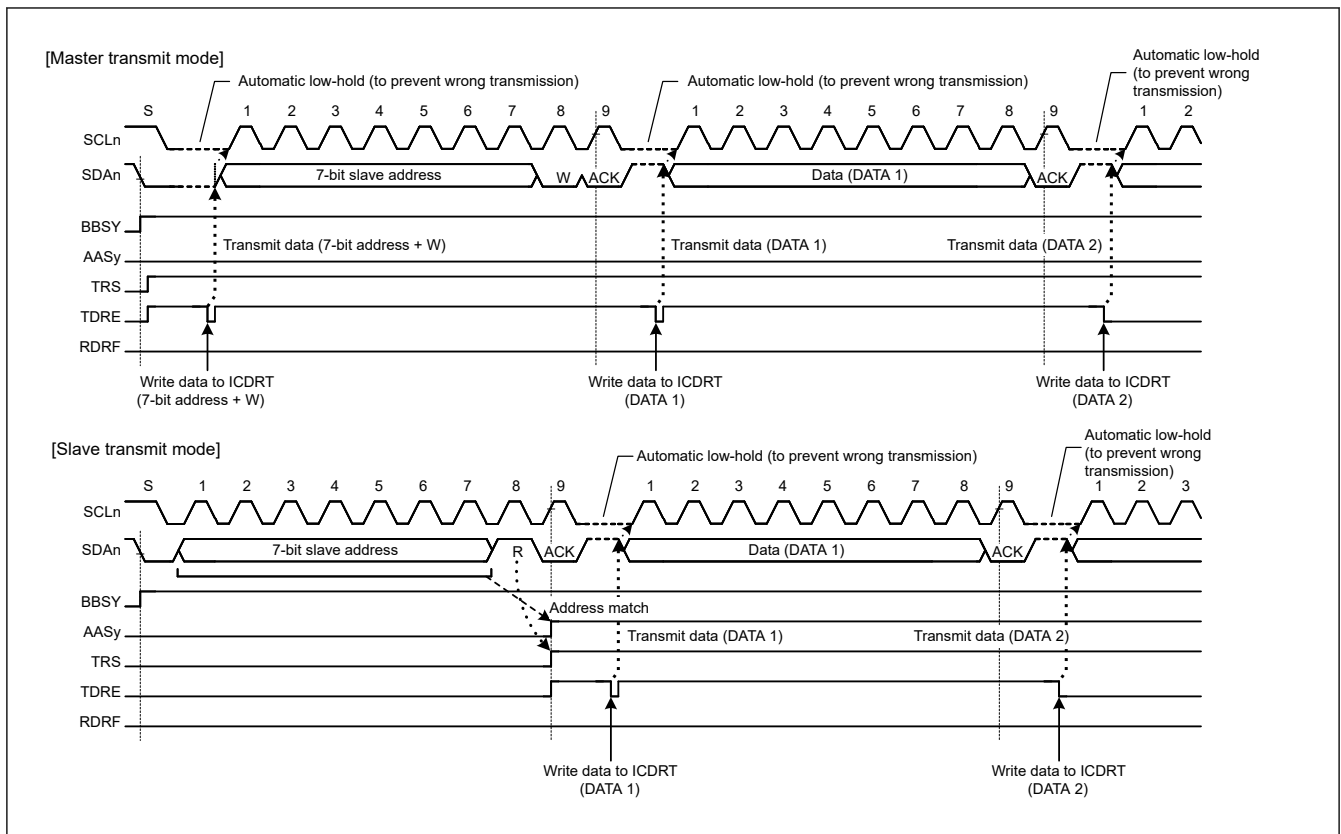 [Master transmit mode]
Automatic low-hold (to prevent wrong transmission)
Automatic low-hold (to prevent wrong transmission)
Automatic low-hold
(to prevent wrong
transmission)
S 1 2 3 4 5 6 7 8 9 1 2 3 4 5 6 7 8 9 1 2
SCLn
SDAn 7-bit slave address W ACK Data (DATA 1) ACK
BBSY
Transmit data (7-bit address + W) Transmit data (DATA 1) Transmit data (DATA 2)
AASy
TRS
TDRE
RDRF
Write data to ICDRT
(7-bit address + W)
Write data to ICDRT
(DATA 1)
Write data to ICDRT
(DATA 2)
[Slave transmit mode]
Automatic low-hold (to prevent wrong transmission)
Automatic low-hold
(to prevent wrong
transmission)
S 1 2 3 4 5 6 7 8 9 1 2 3 4 5 6 7 8 9 1 2 3
SCLn
SDAn 7-bit slave address R ACK Data (DATA 1) ACK
BBSY
Address match
AASy
Transmit data (DATA 1) Transmit data (DATA 2)
TRS
TDRE
RDRF
Write data to ICDRT
(DATA 1)
Write data to ICDRT
(DATA 2)